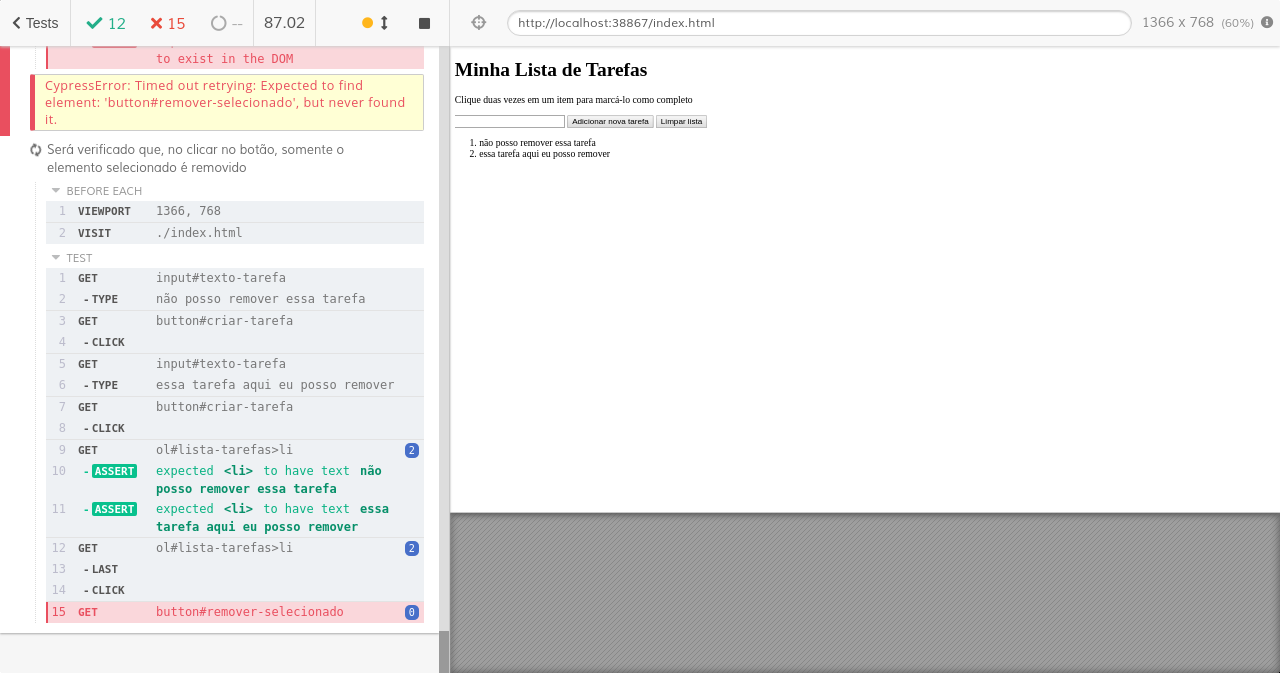 Tests
12
15
--
87.02
http://localhost:38867/index.html
1366 x 768 (60%)
to exist in the DOM
CypressError: Timed out retrying: Expected to find
element: 'button#remover-selecionado', but never found
it.
Será verificado que, no clicar no botão, somente o
elemento selecionado é removido
BEFORE EACH
1 VIEWPORT 1366, 768
2 VISIT ./index.html
TEST
1 GET input#texto-tarefa
2 -TYPE não posso remover essa tarefa
3 GET button#criar-tarefa
4 -CLICK
5 GET input#texto-tarefa
6 -TYPE essa tarefa aqui eu posso remover
7 GET button#criar-tarefa
8 -CLICK
9 GET ol#lista-tarefas>li 2
10 -ASSERT expected <li> to have text não
posso remover essa tarefa
11 -ASSERT expected <li> to have text essa
tarefa aqui eu posso remover
12 GET ol#lista-tarefas>li 2
13 -LAST
14 -CLICK
15 GET button#remover-selecionado 0
Minha Lista de Tarefas
Clique duas vezes em um item para marcá-lo como completo
Adicionar nova tarefa Limpar lista
1. não posso remover essa tarefa
2. essa tarefa aqui eu posso remover